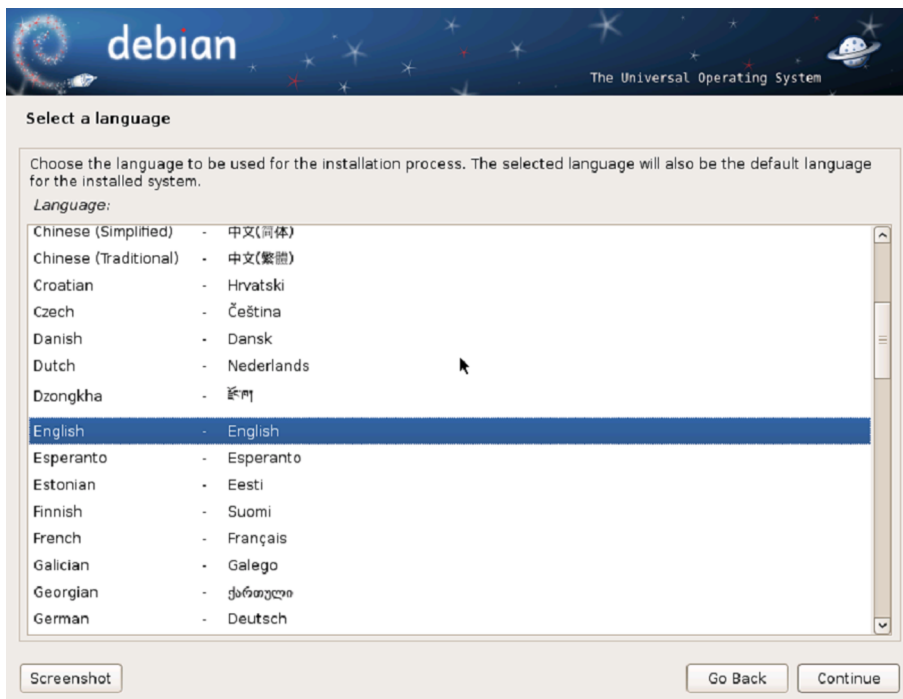 debian
The Universal Operating System
Select a language
Choose the language to be used for the installation process. The selected language will also be the default language
for the installed system.
Language:
Chinese (Simplified) - 中文(简体)
Chinese (Traditional) - 中文(繁體)
Croatian - Hrvatski
Czech - Čeština
Danish - Dansk
Dutch - Nederlands
Dzongkha - རྫོང་ཁ།
English - English
Esperanto - Esperanto
Estonian - Eesti
Finnish - Suomi
French - Français
Galician - Galego
Georgian - ქართული
German - Deutsch
Screenshot
Go Back
Continue